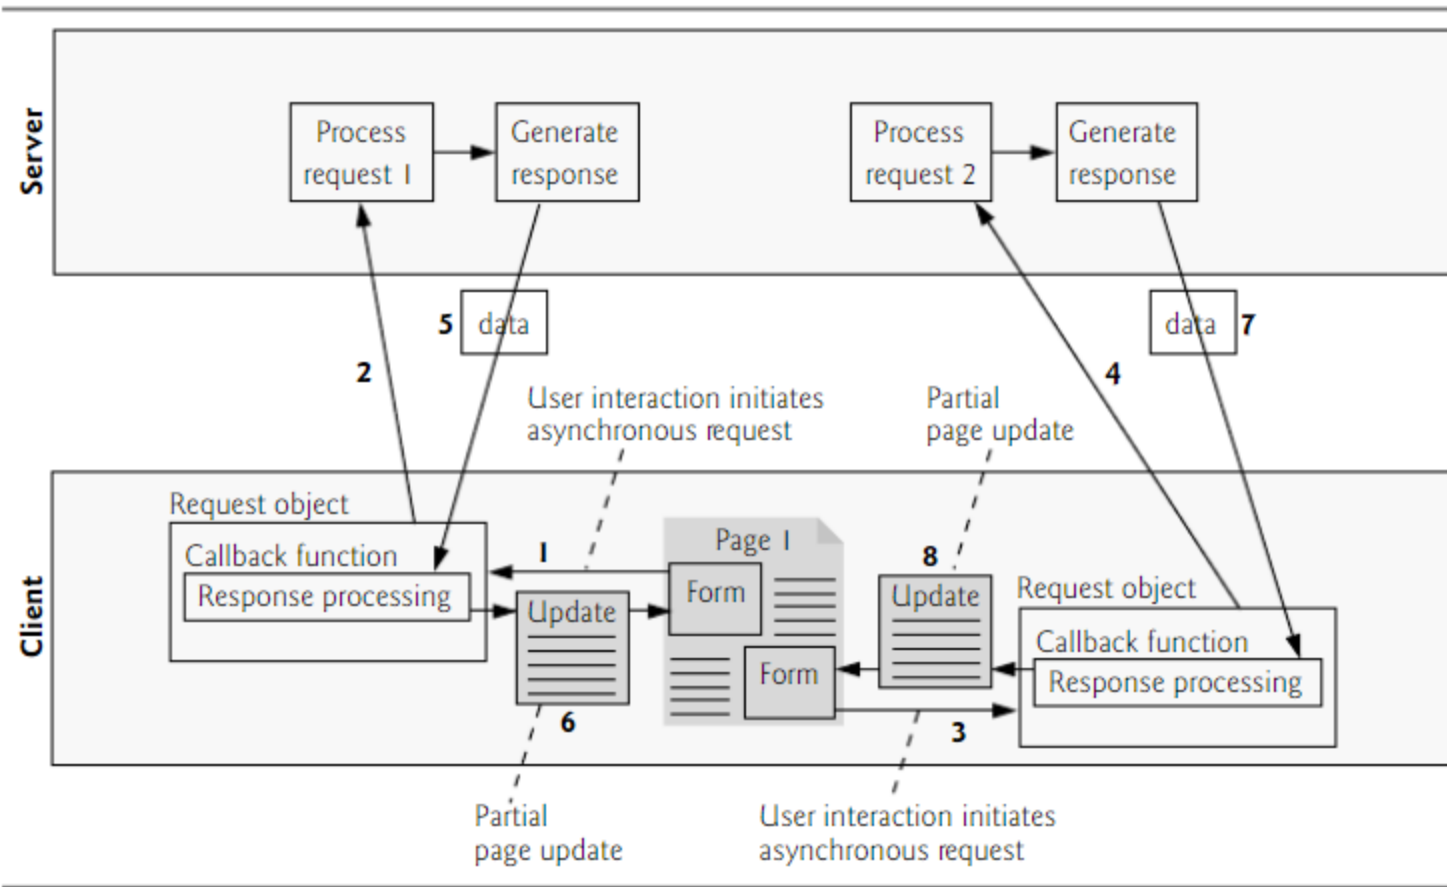 Server
Process
request 1
Generate
response
Process
request 2
Generate
response
5
data
data
7
2
4
User interaction initiates
asynchronous request
Partial
page update
Client
Request object
Callback function
Response processing
1
Update
6
Page 1
Form
Form
8
Update
3
Request object
Callback function
Response processing
Partial
page update
User interaction initiates
asynchronous request